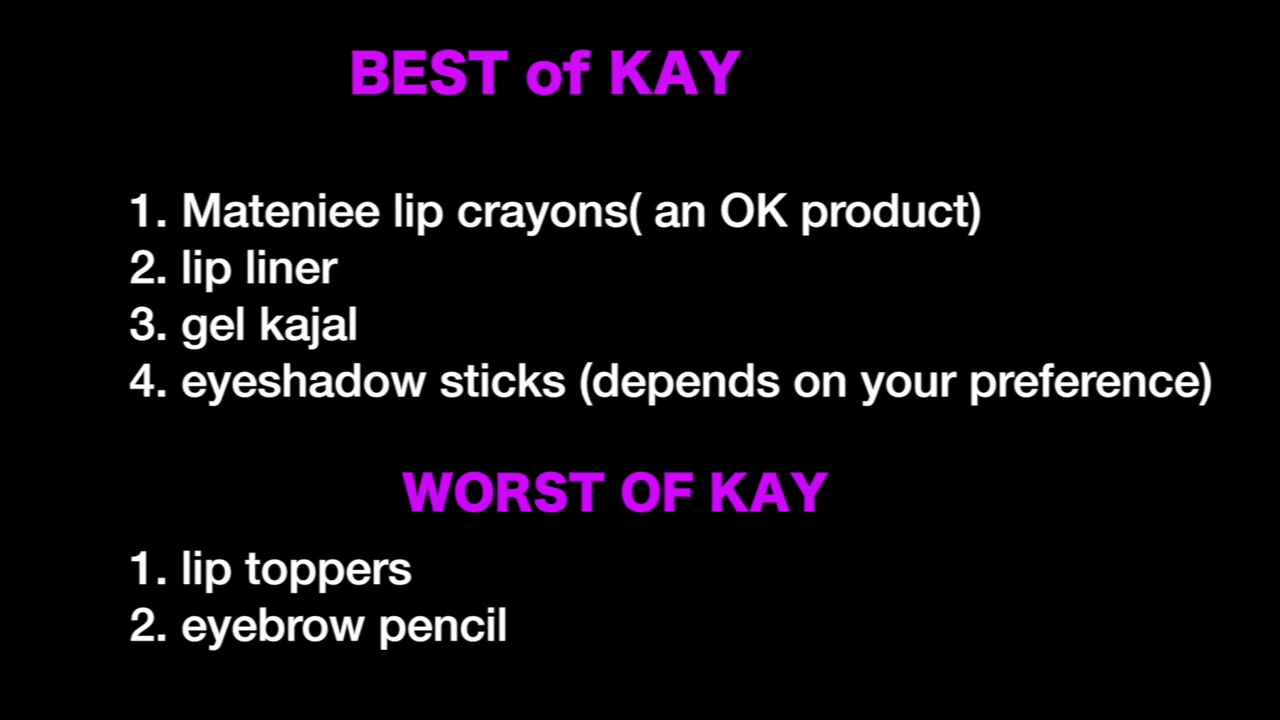 BEST of KAY
1. Mateniee lip crayons( an OK product)
2. lip liner
3. gel kajal
4. eyeshadow sticks (depends on your preference)
WORST OF KAY
1. lip toppers
2. eyebrow pencil